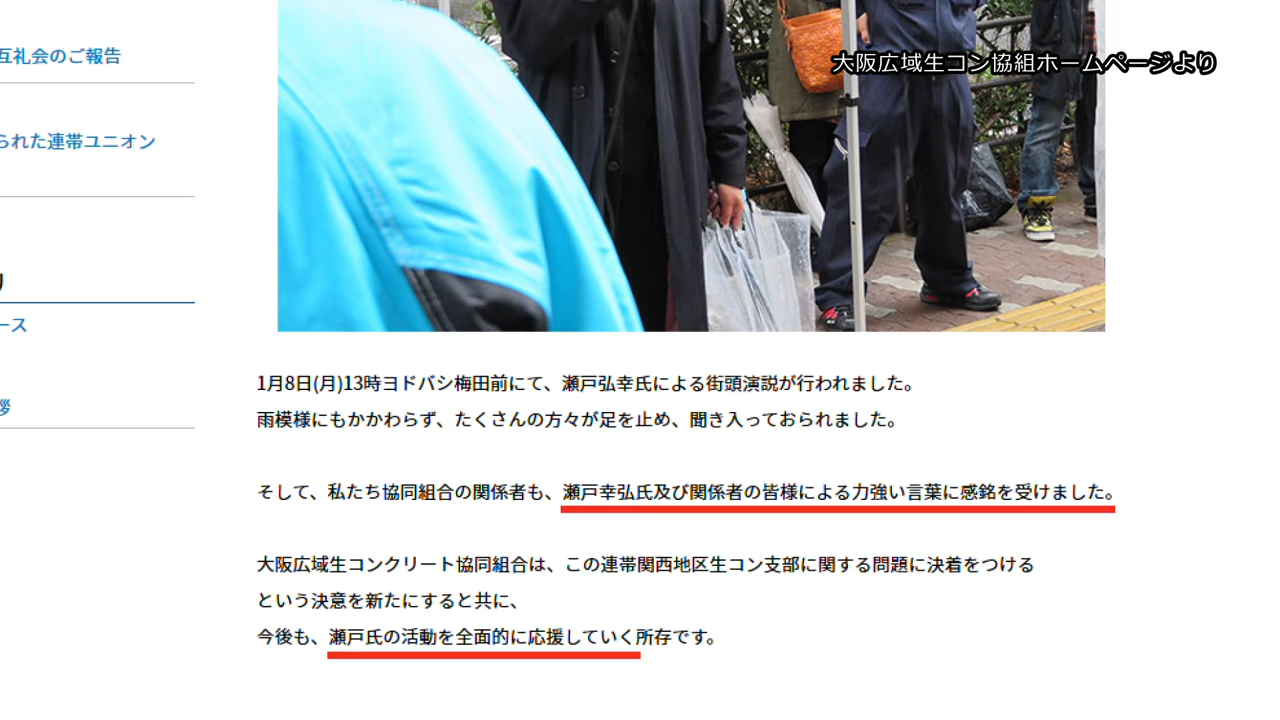 大阪広域生コン協組ホームページより
互礼会のご報告
られた連帯ユニオン
リ
ース
拶
1月8日(月)13時ヨドバシ梅田前にて、瀬戸弘幸氏による街頭演説が行われました。
雨模様にもかかわらず、たくさんの方々が足を止め、聞き入っておられました。
そして、私たち協同組合の関係者も、瀬戸幸弘氏及び関係者の皆様による力強い言葉に感銘を受けました。
大阪広域生コンクリート協同組合は、この連帯関西地区生コン支部に関する問題に決着をつける
という決意を新たにすると共に、
今後も、瀬戸氏の活動を全面的に応援していく所存です。